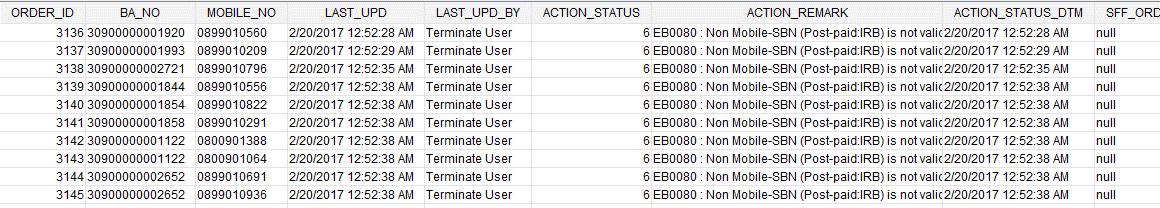 ORDER_ID BA_NO MOBILE_NO LAST_UPD LAST_UPD_BY ACTION_STATUS ACTION_REMARK ACTION_STATUS_DTM SFF_ORD
3136 30900000001920 0899010560 2/20/2017 12:52:28 AM Terminate User 6 EB0080 : Non Mobile-SBN (Post-paid:IRB) is not valid 2/20/2017 12:52:28 AM null
3137 30900000001993 0899010209 2/20/2017 12:52:29 AM Terminate User 6 EB0080 : Non Mobile-SBN (Post-paid:IRB) is not valid 2/20/2017 12:52:29 AM null
3138 30900000002721 0899010796 2/20/2017 12:52:35 AM Terminate User 6 EB0080 : Non Mobile-SBN (Post-paid:IRB) is not valid 2/20/2017 12:52:35 AM null
3139 30900000001844 0899010556 2/20/2017 12:52:38 AM Terminate User 6 EB0080 : Non Mobile-SBN (Post-paid:IRB) is not valid 2/20/2017 12:52:38 AM null
3140 30900000001854 0899010822 2/20/2017 12:52:38 AM Terminate User 6 EB0080 : Non Mobile-SBN (Post-paid:IRB) is not valid 2/20/2017 12:52:38 AM null
3141 30900000001858 0899010291 2/20/2017 12:52:38 AM Terminate User 6 EB0080 : Non Mobile-SBN (Post-paid:IRB) is not valid 2/20/2017 12:52:38 AM null
3142 30900000001122 0800901388 2/20/2017 12:52:38 AM Terminate User 6 EB0080 : Non Mobile-SBN (Post-paid:IRB) is not valid 2/20/2017 12:52:38 AM null
3143 30900000001122 0800901064 2/20/2017 12:52:38 AM Terminate User 6 EB0080 : Non Mobile-SBN (Post-paid:IRB) is not valid 2/20/2017 12:52:38 AM null
3144 30900000002652 0899010691 2/20/2017 12:52:38 AM Terminate User 6 EB0080 : Non Mobile-SBN (Post-paid:IRB) is not valid 2/20/2017 12:52:38 AM null
3145 30900000002652 0899010936 2/20/2017 12:52:38 AM Terminate User 6 EB0080 : Non Mobile-SBN (Post-paid:IRB) is not valid 2/20/2017 12:52:38 AM null